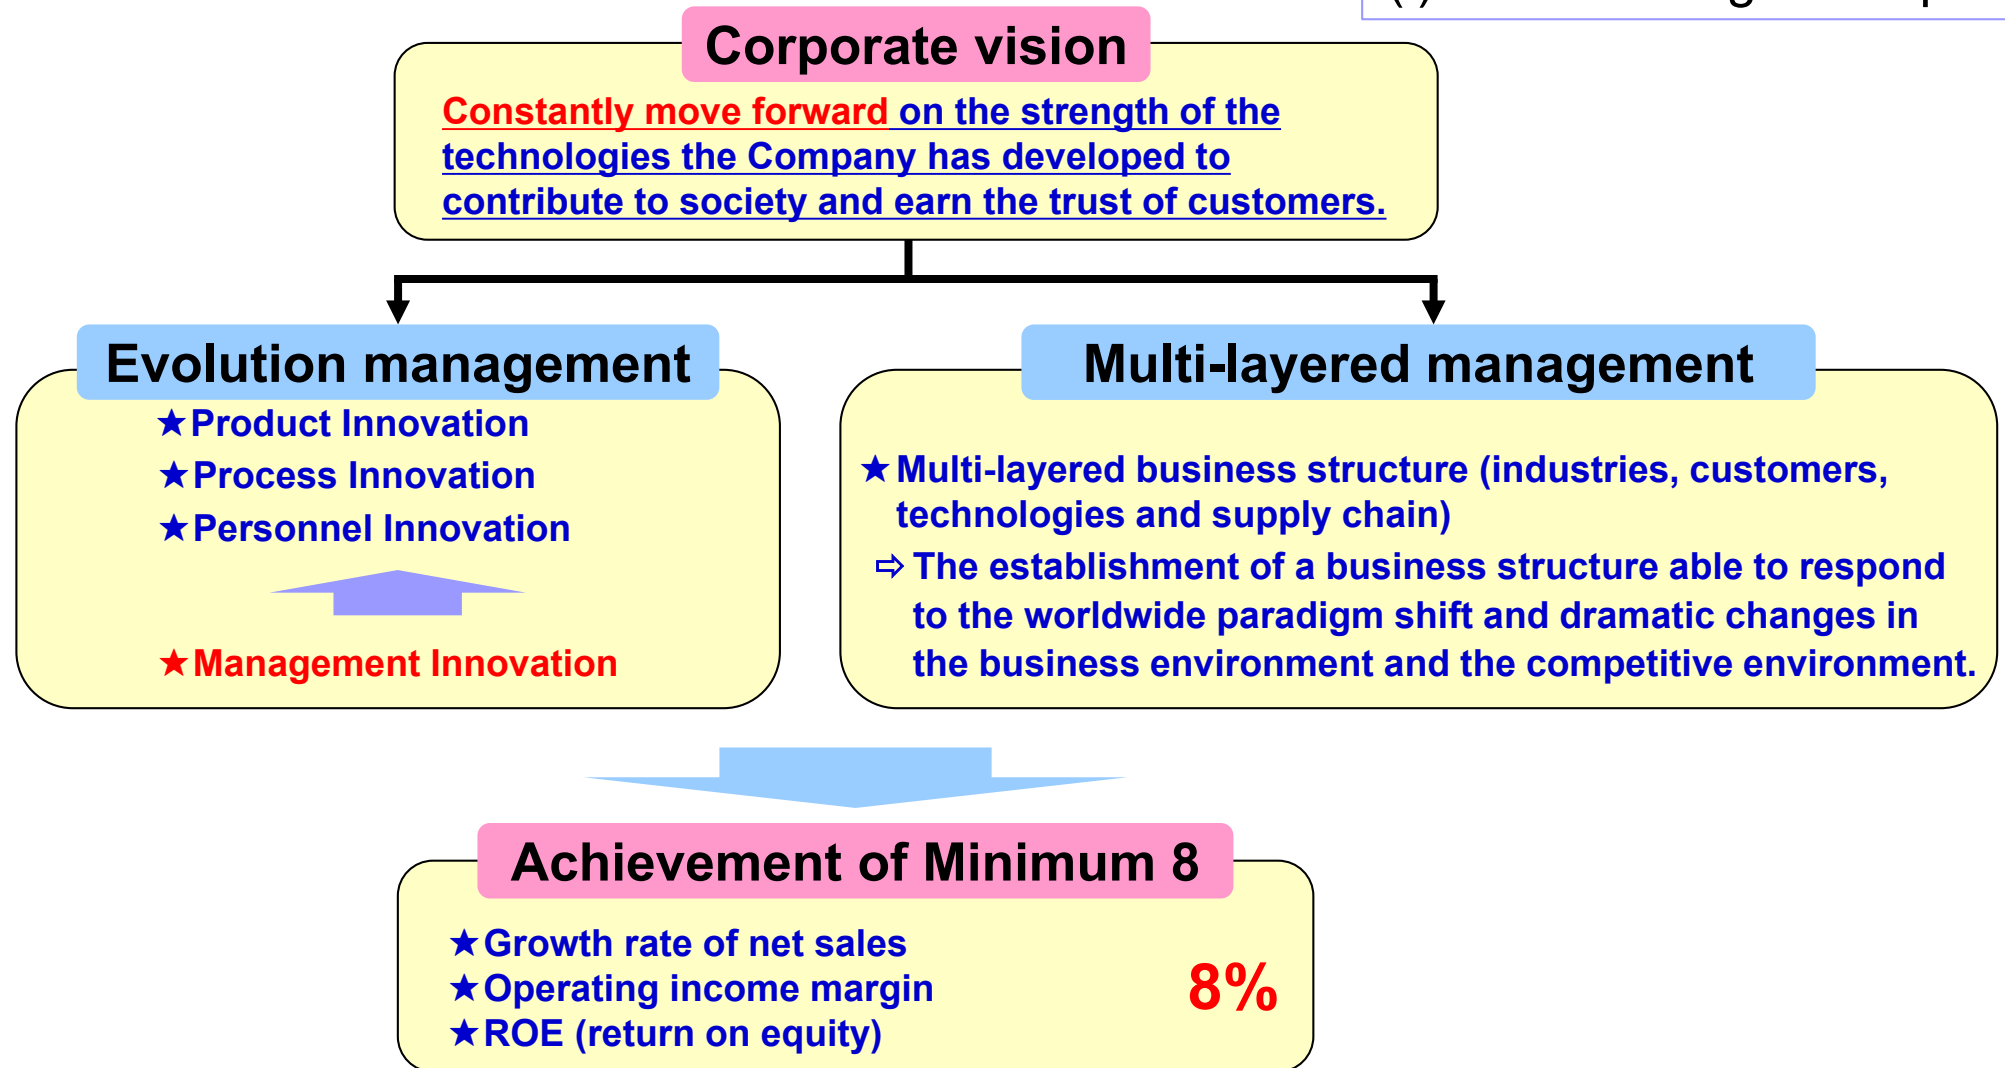 Corporate vision
Constantly move forward on the strength of the
technologies the Company has developed to
contribute to society and earn the trust of customers.
Evolution management
★Product Innovation
★Process Innovation
★Personnel Innovation
★Management Innovation
Multi-layered management
★Multi-layered business structure (industries, customers,
technologies and supply chain)
⇨The establishment of a business structure able to respond
to the worldwide paradigm shift and dramatic changes in
the business environment and the competitive environment.
Achievement of Minimum 8
★Growth rate of net sales
★Operating income margin
★ROE (return on equity)
8%